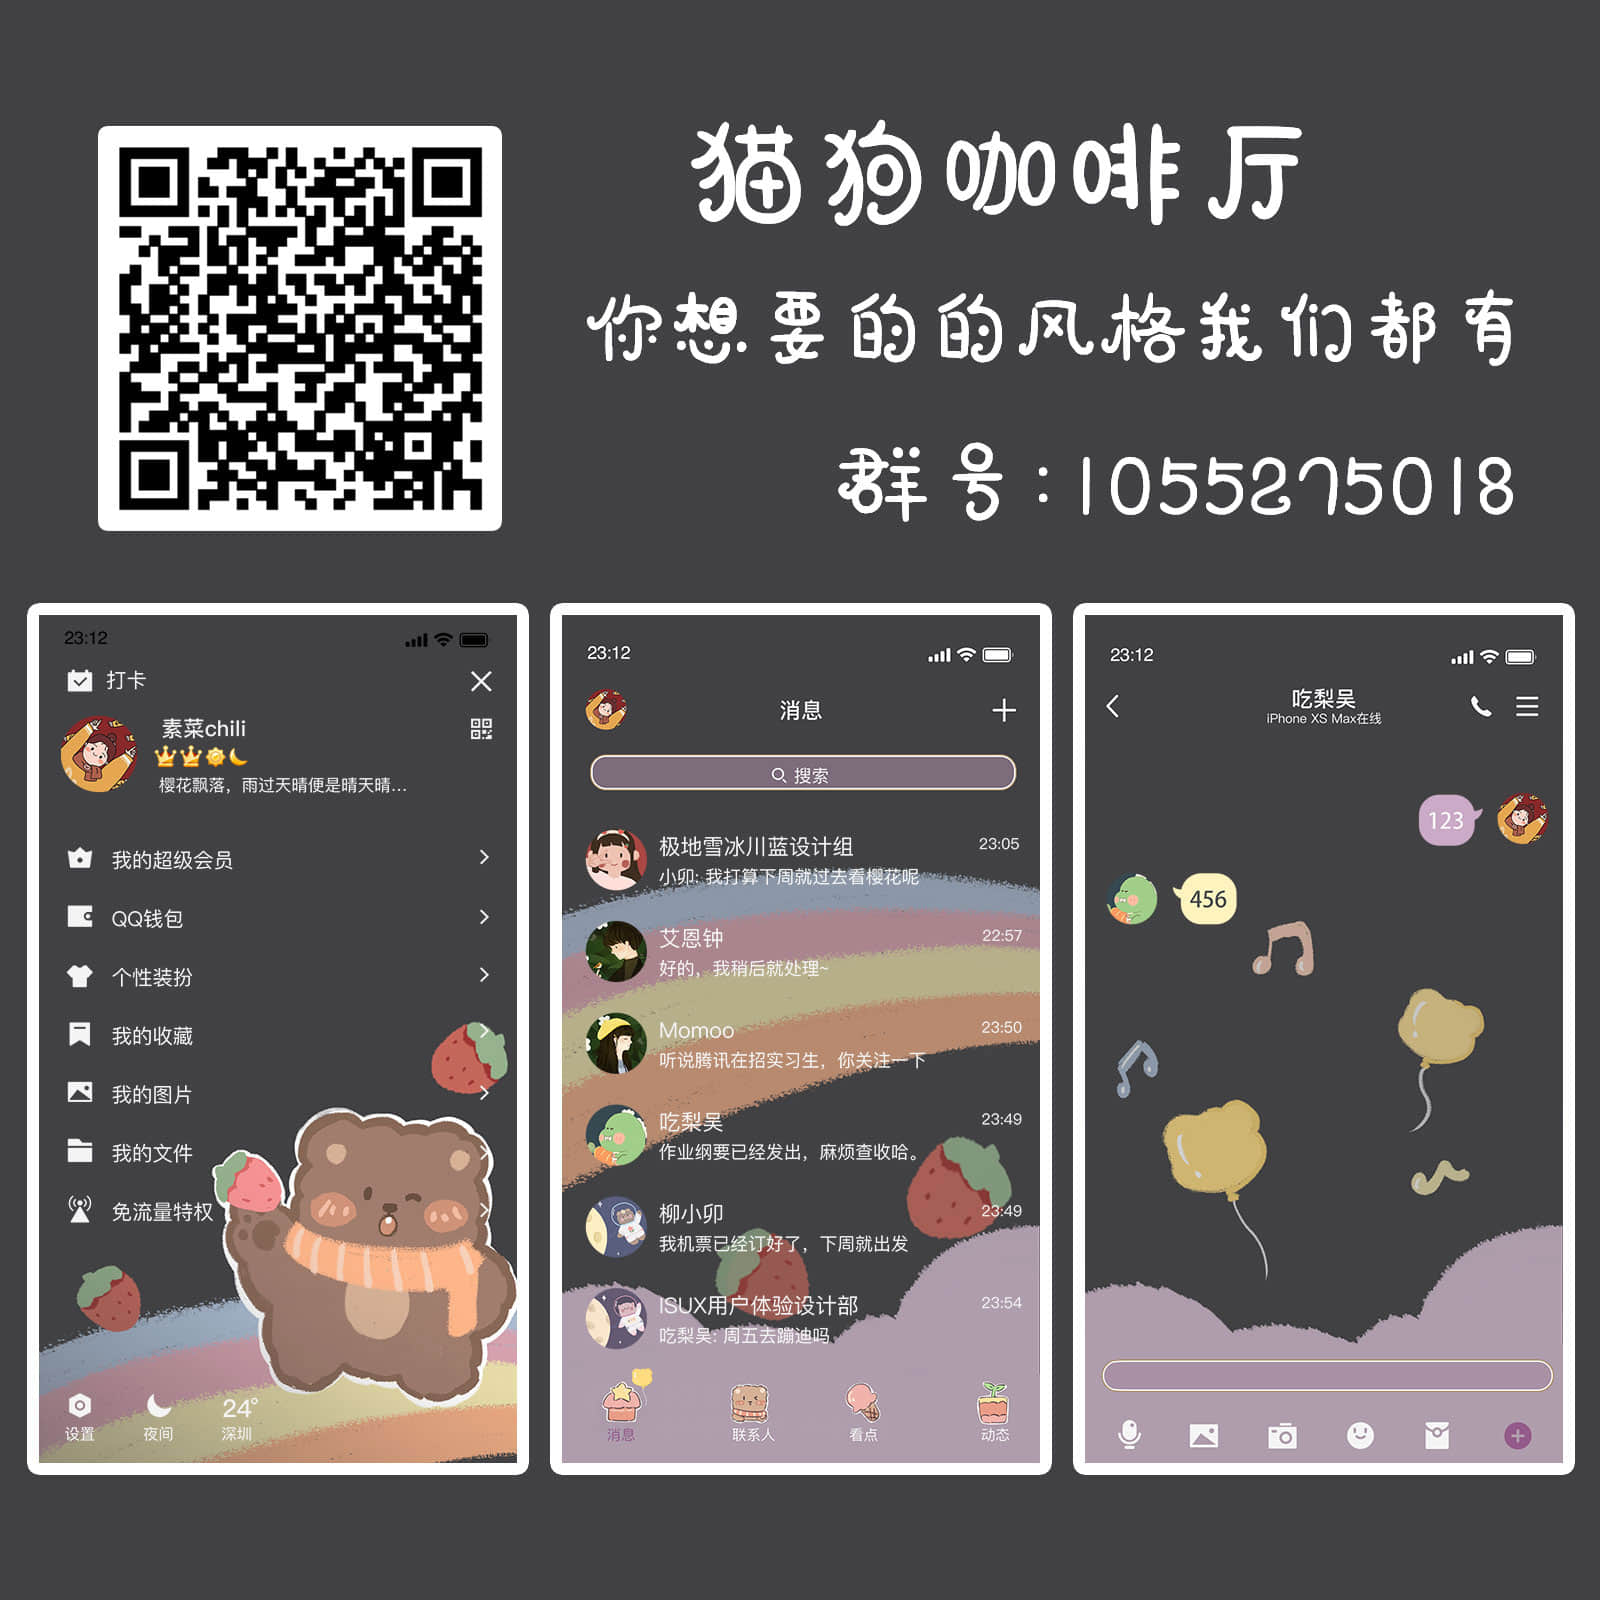 猫狗咖啡厅
你想要的的风格我们都有
群号:1055275018
23:12
打卡
素菜chili
樱花飘落，雨过天晴便是晴天晴...
我的超级会员
QQ钱包
个性装扮
我的收藏
我的图片
我的文件
免流量特权
24°
设置 夜间 深圳
23:12
消息
搜索
极地雪冰川蓝设计组 23:05
小卯: 我打算下周就过去看樱花呢
艾恩钟 22:57
好的，我稍后就处理~
Momoo 23:50
听说腾讯在招实习生，你关注一下
吃梨吴 23:49
作业纲要已经发出，麻烦查收哈。
柳小卯 23:49
我机票已经订好了，下周就出发
ISUX用户体验设计部 23:54
吃梨吴: 周五去蹦迪吗
消息 联系人 看点 动态
23:12
吃梨吴
iPhone XS Max在线
123
456